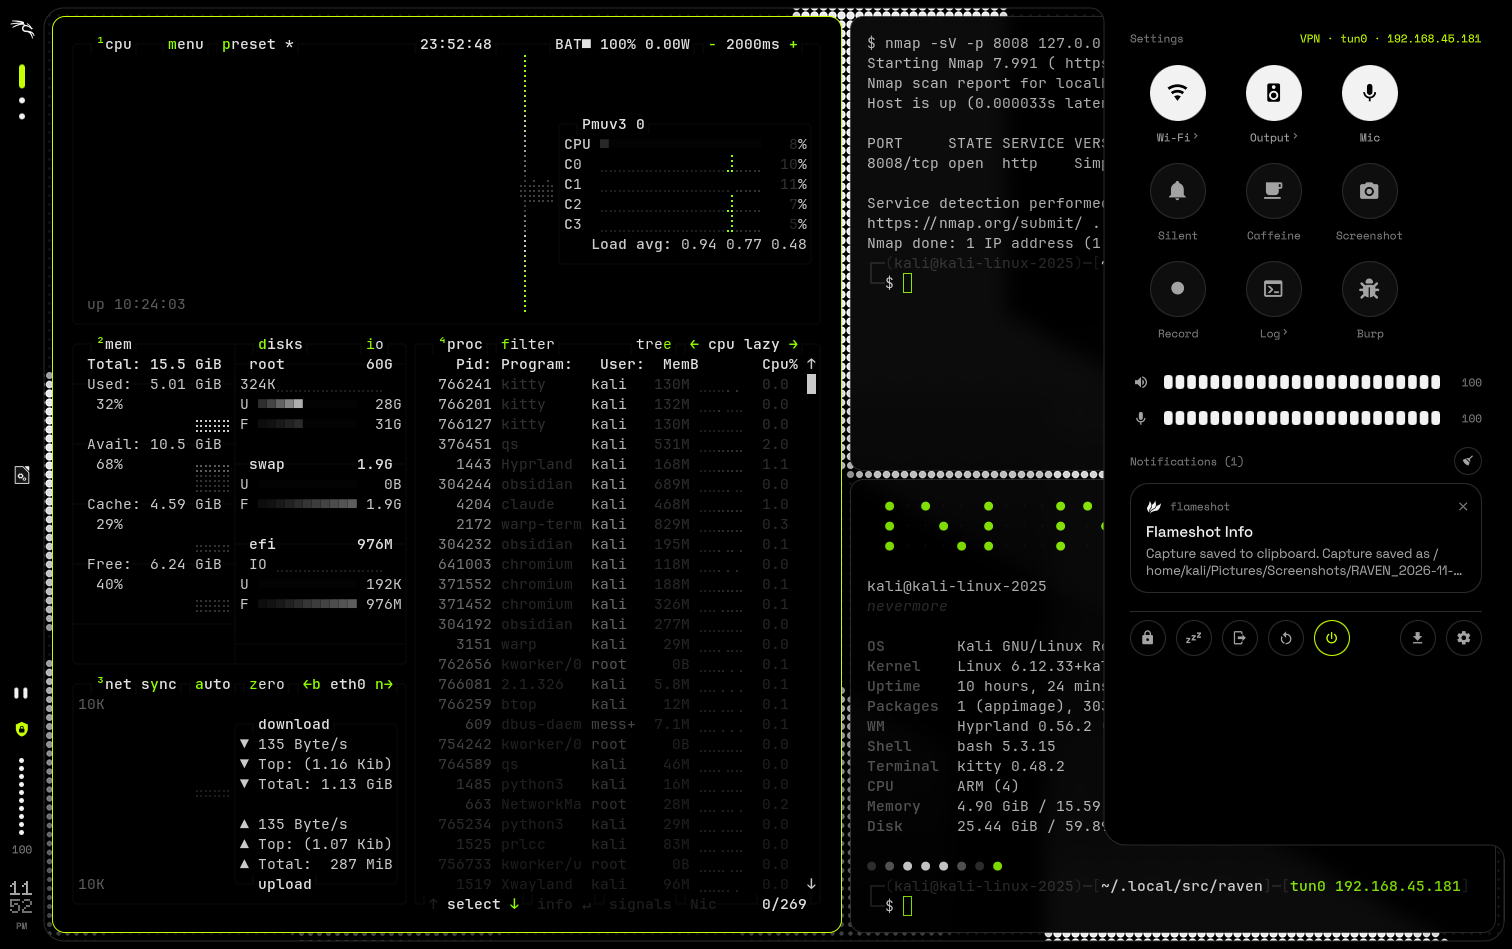 ¹cpu menu preset * 23:52:48 BAT■ 100% 0.00W - 2000ms +
Pmuv3 0
CPU 8%
C0 10%
C1 11%
C2 7%
C3 5%
Load avg: 0.94 0.77 0.48
up 10:24:03
²mem
Total: 15.5 GiB
Used: 5.01 GiB
32%
Avail: 10.5 GiB
68%
Cache: 4.59 GiB
29%
Free: 6.24 GiB
40%
disks io
root 60G
324K
U 28G
F 31G
swap 1.9G
U 0B
F 1.9G
efi 976M
IO
U 192K
F 976M
³net sync auto zero ←b eth0 n→
10K
download
▼ 135 Byte/s
▼ Top: (1.16 Kib)
▼ Total: 1.13 GiB
▲ 135 Byte/s
▲ Top: (1.07 Kib)
▲ Total: 287 MiB
10K
upload
⁴proc filter tree ← cpu lazy →
Pid: Program: User: MemB Cpu% ↑
766241 kitty kali 130M 0.0
766201 kitty kali 132M 0.0
766127 kitty kali 130M 0.0
376451 qs kali 531M 2.0
1443 Hyprland kali 168M 1.1
304244 obsidian kali 689M 0.0
4204 claude kali 468M 1.0
2172 warp-term kali 829M 0.3
304232 obsidian kali 195M 0.1
641003 chromium kali 118M 0.0
371552 chromium kali 188M 0.1
371452 chromium kali 326M 0.1
304192 obsidian kali 277M 0.0
3151 warp kali 29M 0.0
762656 kworker/0 root 0B 0.1
766081 2.1.326 kali 5.8M 0.1
766259 btop kali 12M 0.1
609 dbus-daem mess+ 7.1M 0.1
754242 kworker/0 root 0B 0.0
764589 qs kali 46M 0.0
1485 python3 kali 16M 0.0
663 NetworkMa root 28M 0.2
765234 python3 kali 29M 0.0
1525 prlcc kali 83M 0.0
756733 kworker/u root 0B 0.0
1519 Xwayland kali 96M 0.0 ↓
↑ select ↓ info ↵ signals Nic 0/269
$ nmap -sV -p 8008 127.0.0
Starting Nmap 7.991 ( https
Nmap scan report for local
Host is up (0.000033s late
PORT STATE SERVICE VERS
8008/tcp open http Simp
Service detection performed
https://nmap.org/submit/ .
Nmap done: 1 IP address (1
(kali@kali-linux-2025)-[~
$
kali@kali-linux-2025
nevermore
OS Kali GNU/Linux R
Kernel Linux 6.12.33+kal
Uptime 10 hours, 24 mins
Packages 1 (appimage), 303
WM Hyprland 0.56.2
Shell bash 5.3.15
Terminal kitty 0.48.2
CPU ARM (4)
Memory 4.90 GiB / 15.59
Disk 25.44 GiB / 59.89
(kali@kali-linux-2025)-[~/.local/src/raven]-[tun0 192.168.45.181]
$
Settings VPN · tun0 · 192.168.45.181
Wi-Fi › Output › Mic
Silent Caffeine Screenshot
Record Log › Burp
100
100
Notifications (1)
flameshot
Flameshot Info
Capture saved to clipboard. Capture saved as /
home/kali/Pictures/Screenshots/RAVEN_2026-11-…
zzz
100
11
52
PM